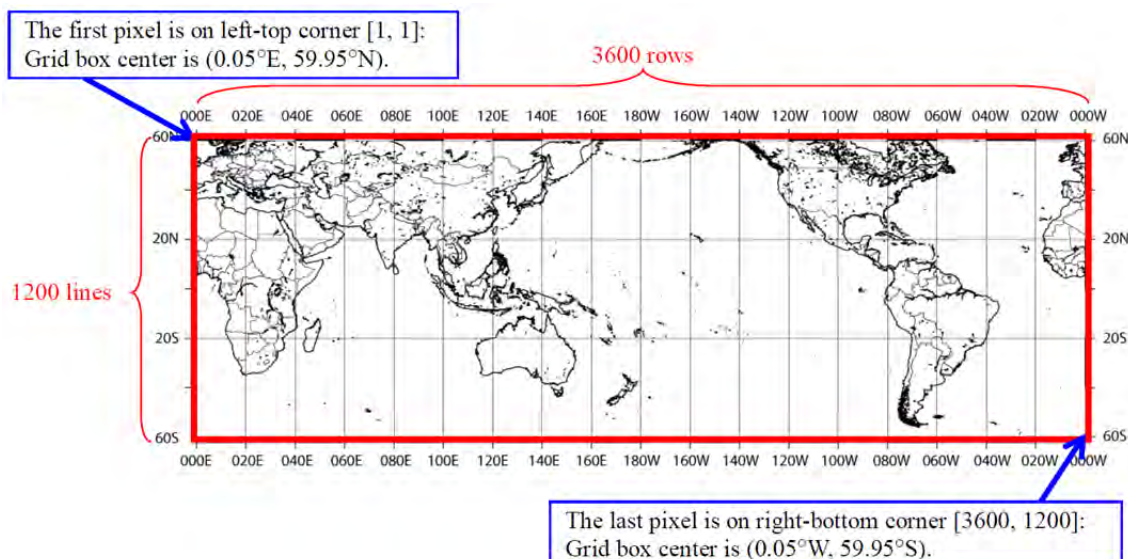 The first pixel is on left-top corner [1, 1]:
Grid box center is (0.05°E, 59.95°N).
3600 rows
000E 020E 040E 060E 080E 100E 120E 140E 160E 180W 160W 140W 120W 100W 080W 060W 040W 020W 000W
60N 60N
20N 20N
1200 lines
20S 20S
60S 60S
000E 020E 040E 060E 080E 100E 120E 140E 160E 180W 160W 140W 120W 100W 080W 060W 040W 020W 000W
The last pixel is on right-bottom corner [3600, 1200]:
Grid box center is (0.05°W, 59.95°S).